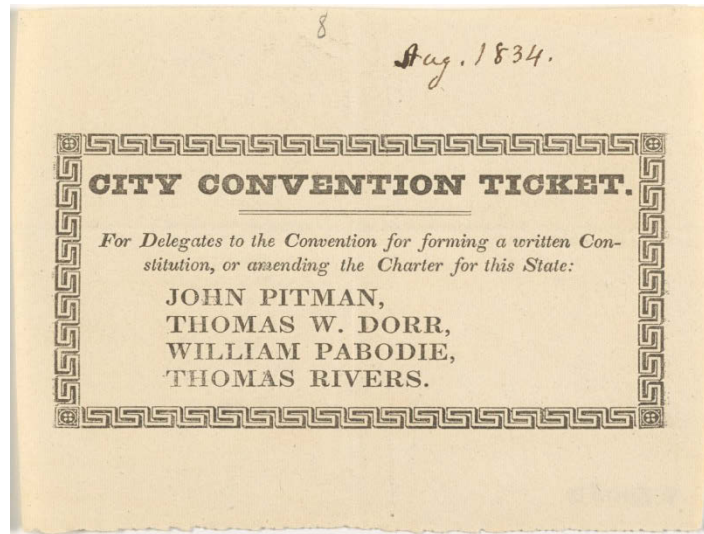 8
Aug. 1834.
CITY CONVENTION TICKET.
For Delegates to the Convention for forming a written Con-
stitution, or amending the Charter for this State:
JOHN PITMAN,
THOMAS W. DORR,
WILLIAM PABODIE,
THOMAS RIVERS.